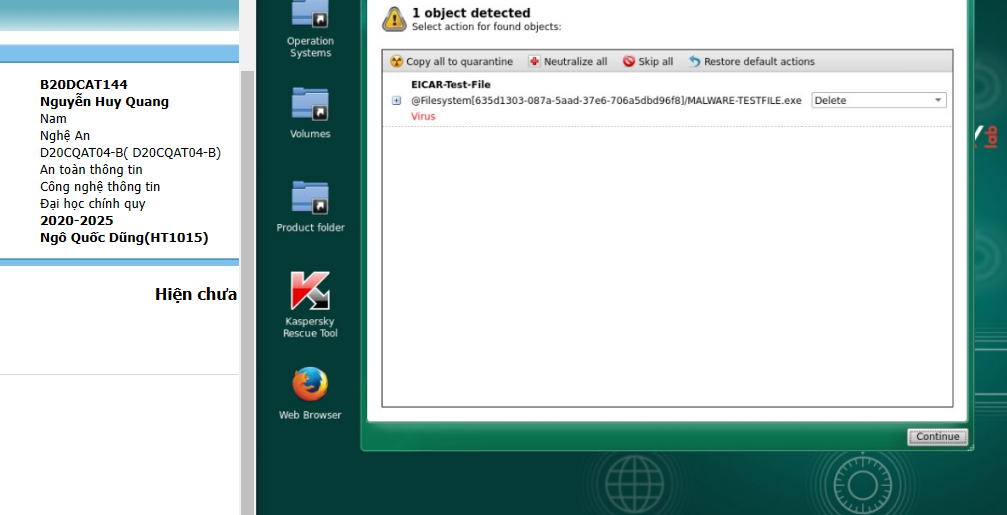 B20DCAT144
Nguyễn Huy Quang
Nam
Nghệ An
D20CQAT04-B( D20CQAT04-B)
An toàn thông tin
Công nghệ thông tin
Đại học chính quy
2020-2025
Ngô Quốc Dũng(HT1015)
Hiện chưa
Operation
Systems
Volumes
Product folder
Kaspersky
Rescue Tool
Web Browser
1 object detected
Select action for found objects:
Copy all to quarantine Neutralize all Skip all Restore default actions
EICAR-Test-File
@Filesystem[635d1303-087a-5aad-37e6-706a5dbd96f8]/MALWARE-TESTFILE.exe Delete
Virus
Continue
lab